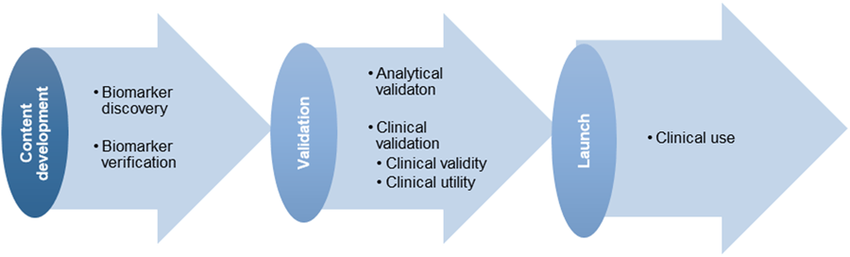 Content
development
• Biomarker
discovery
• Biomarker
verification
Validation
• Analytical
validaton
• Clinical
validation
• Clinical validity
• Clinical utility
Launch
• Clinical use